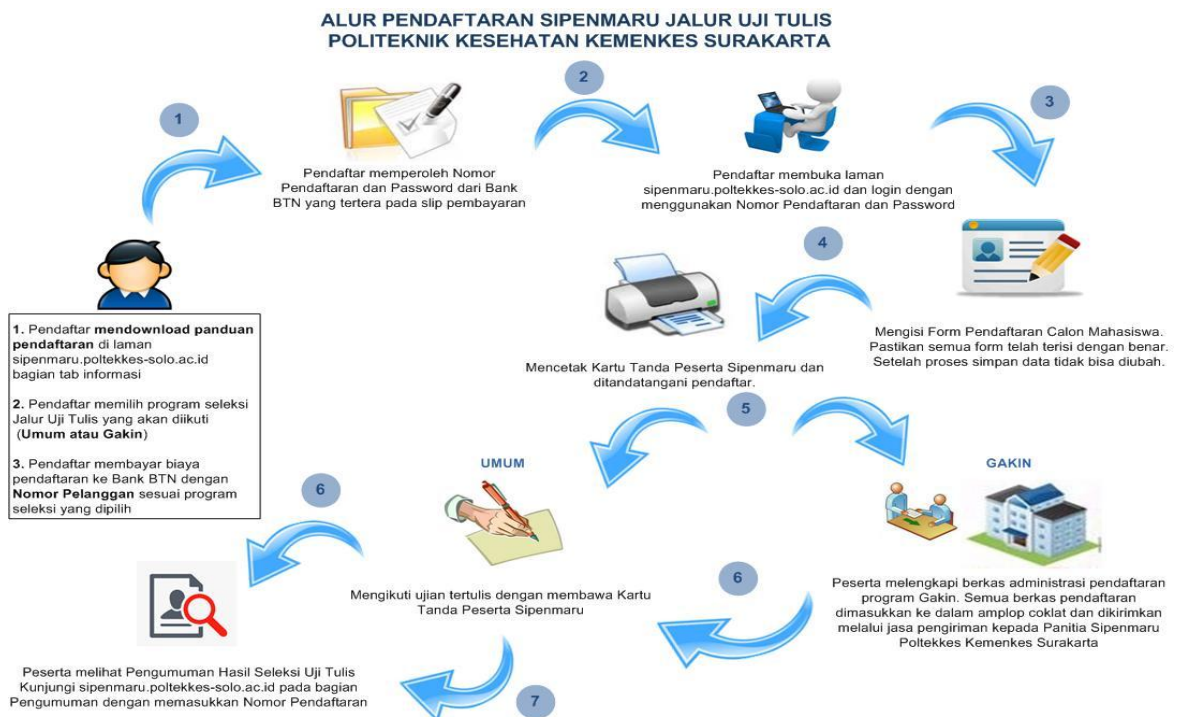 ALUR PENDAFTARAN SIPENMARU JALUR UJI TULIS
POLITEKNIK KESEHATAN KEMENKES SURAKARTA
1
Pendaftar memperoleh Nomor
Pendaftaran dan Password dari Bank
BTN yang tertera pada slip pembayaran
2
Pendaftar membuka laman
sipenmaru.poltekkes-solo.ac.id dan login dengan
menggunakan Nomor Pendaftaran dan Password
3
1. Pendaftar mendownload panduan
pendaftaran di laman
sipenmaru.poltekkes-solo.ac.id
bagian tab informasi
2. Pendaftar memilih program seleksi
Jalur Uji Tulis yang akan diikuti
(Umum atau Gakin)
3. Pendaftar membayar biaya
pendaftaran ke Bank BTN dengan
Nomor Pelanggan sesuai program
seleksi yang dipilih
Mengisi Form Pendaftaran Calon Mahasiswa.
Pastikan semua form telah terisi dengan benar.
Setelah proses simpan data tidak bisa diubah.
4
Mencetak Kartu Tanda Peserta Sipenmaru dan
ditandatangani pendaftar.
5
UMUM
Mengikuti ujian tertulis dengan membawa Kartu
Tanda Peserta Sipenmaru
GAKIN
Peserta melengkapi berkas administrasi pendaftaran
program Gakin. Semua berkas pendaftaran
dimasukkan ke dalam amplop coklat dan dikirimkan
melalui jasa pengiriman kepada Panitia Sipenmaru
Poltekkes Kemenkes Surakarta
6
6
Peserta melihat Pengumuman Hasil Seleksi Uji Tulis
Kunjungi sipenmaru.poltekkes-solo.ac.id pada bagian
Pengumuman dengan memasukkan Nomor Pendaftaran
7